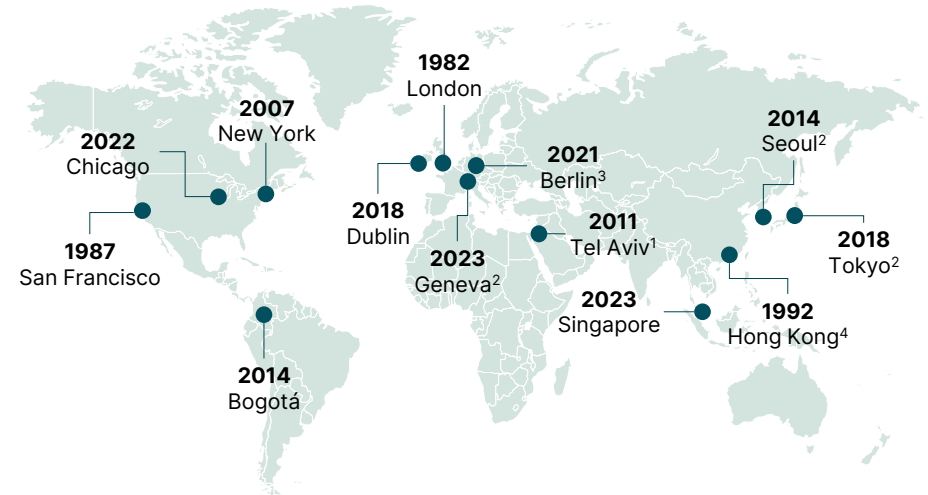 1982
London
2007
New York
2014
Seoul²
2022
Chicago
2021
Berlin³
2018
Dublin
2011
Tel Aviv¹
2018
Tokyo²
1987
San Francisco
2023
Geneva²
2023
Singapore
1992
Hong Kong⁴
2014
Bogotá